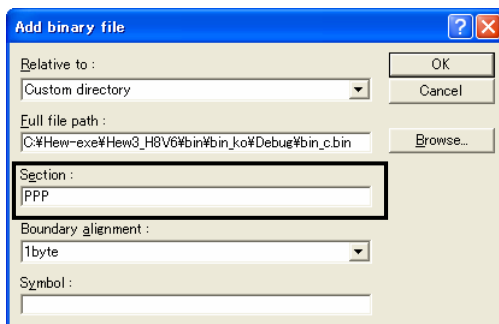 Add binary file
Relative to :
OK
Custom directory
Cancel
Full file path :
C:¥Hew-exe¥Hew3_H8V6¥bin¥bin_ko¥Debug¥bin_c.bin
Browse...
Section :
PPP
Boundary alignment :
1byte
Symbol :